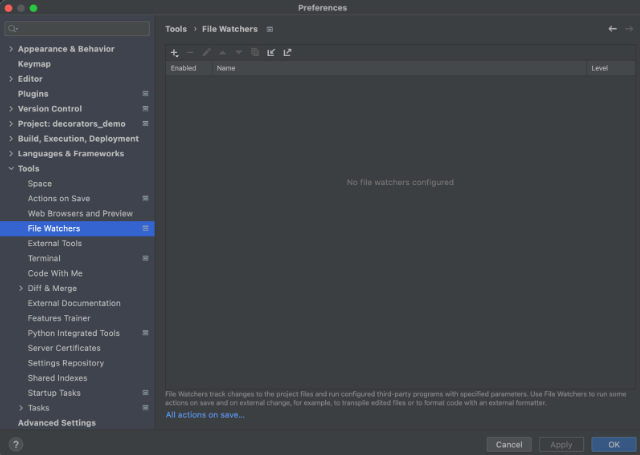 Preferences
Tools › File Watchers
Appearance & Behavior
Keymap
Editor
Plugins
Version Control
Project: decorators_demo
Build, Execution, Deployment
Languages & Frameworks
Tools
Space
Actions on Save
Web Browsers and Preview
File Watchers
External Tools
Terminal
Code With Me
Diff & Merge
External Documentation
Features Trainer
Python Integrated Tools
Server Certificates
Settings Repository
Shared Indexes
Startup Tasks
Tasks
Advanced Settings
Enabled Name Level
No file watchers configured
File Watchers track changes to the project files and run configured third-party programs with specified parameters. Use File Watchers to run some
actions on save and on external change, for example, to transpile edited files or to format code with an external formatter.
All actions on save...
? Cancel Apply OK